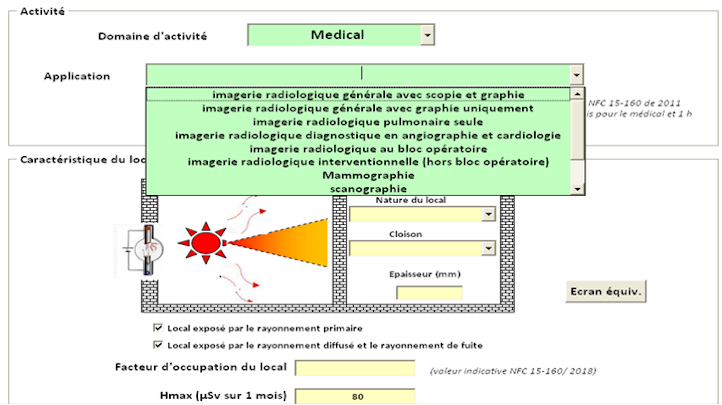 Activité
Domaine d'activité
Medical
Application
imagerie radiologique générale avec scopie et graphie
imagerie radiologique générale avec graphie uniquement
imagerie radiologique pulmonaire seule
imagerie radiologique diagnostique en angiographie et cardiologie
imagerie radiologique au bloc opératoire
imagerie radiologique interventionnelle (hors bloc opératoire)
Mammographie
scanographie
NFC 15-160 de 2011
is pour le médical et 1 h
Caractéristique du loc
Nature du local
Cloison
Epaisseur (mm)
Ecran équiv.
Local exposé par le rayonnement primaire
Local exposé par le rayonnement diffusé et le rayonnement de fuite
Facteur d'occupation du local
(valeur indicative NFC 15-160/ 2018)
Hmax (µSv sur 1 mois)
80